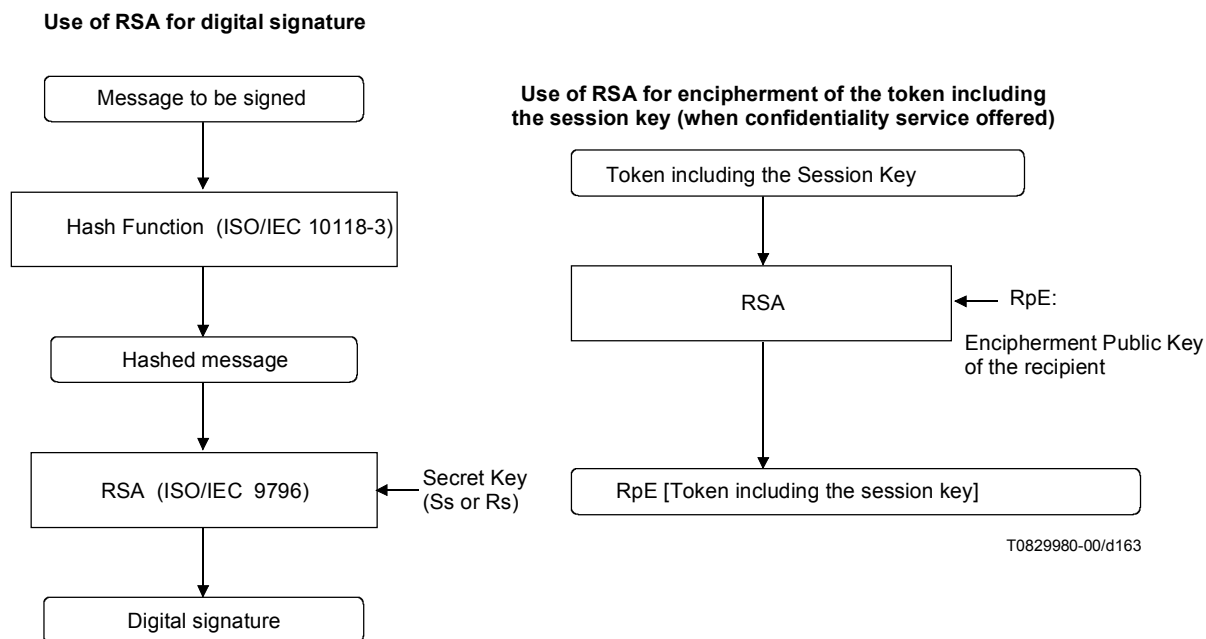 Use of RSA for digital signature
Message to be signed
Hash Function (ISO/IEC 10118-3)
Hashed message
RSA (ISO/IEC 9796)
Secret Key
(Ss or Rs)
Digital signature
Use of RSA for encipherment of the token including
the session key (when confidentiality service offered)
Token including the Session Key
RSA
RpE:
Encipherment Public Key
of the recipient
RpE [Token including the session key]
T0829980-00/d163